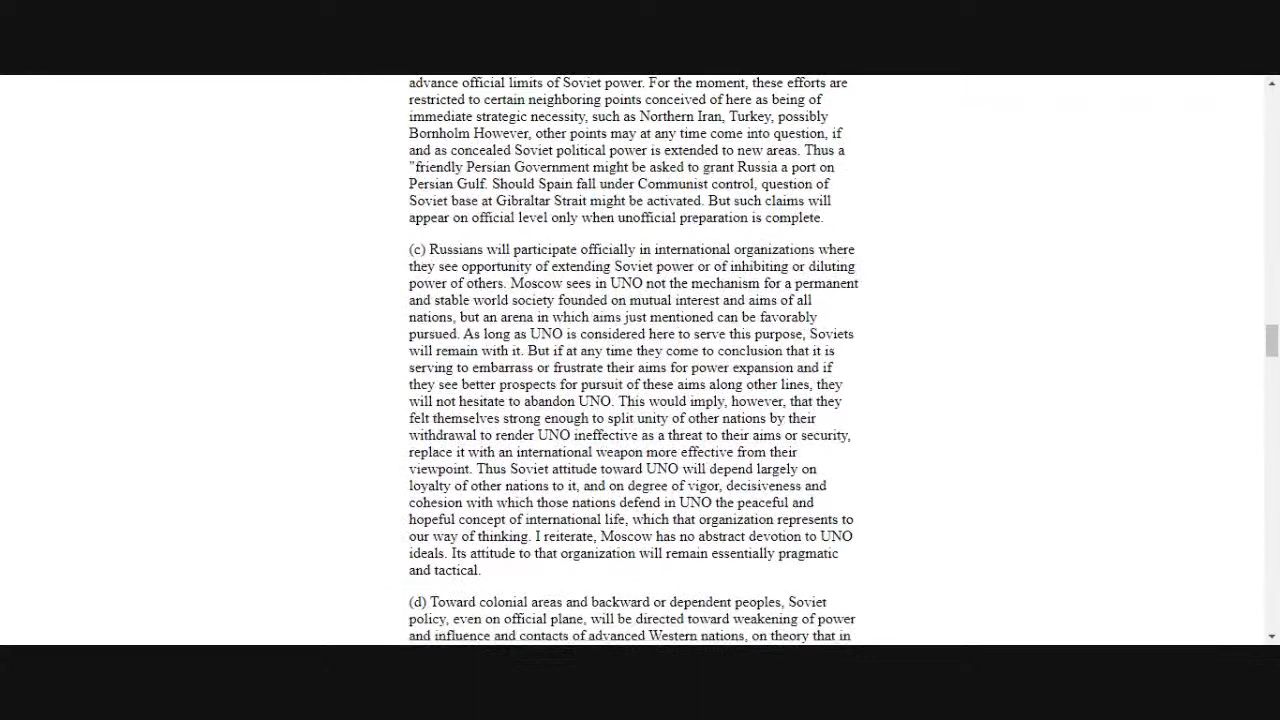 advance official limits of Soviet power. For the moment, these efforts are
restricted to certain neighboring points conceived of here as being of
immediate strategic necessity, such as Northern Iran, Turkey, possibly
Bornholm However, other points may at any time come into question, if
and as concealed Soviet political power is extended to new areas. Thus a
"friendly Persian Government might be asked to grant Russia a port on
Persian Gulf. Should Spain fall under Communist control, question of
Soviet base at Gibraltar Strait might be activated. But such claims will
appear on official level only when unofficial preparation is complete.
(c) Russians will participate officially in international organizations where
they see opportunity of extending Soviet power or of inhibiting or diluting
power of others. Moscow sees in UNO not the mechanism for a permanent
and stable world society founded on mutual interest and aims of all
nations, but an arena in which aims just mentioned can be favorably
pursued. As long as UNO is considered here to serve this purpose, Soviets
will remain with it. But if at any time they come to conclusion that it is
serving to embarrass or frustrate their aims for power expansion and if
they see better prospects for pursuit of these aims along other lines, they
will not hesitate to abandon UNO. This would imply, however, that they
felt themselves strong enough to split unity of other nations by their
withdrawal to render UNO ineffective as a threat to their aims or security,
replace it with an international weapon more effective from their
viewpoint. Thus Soviet attitude toward UNO will depend largely on
loyalty of other nations to it, and on degree of vigor, decisiveness and
cohesion with which those nations defend in UNO the peaceful and
hopeful concept of international life, which that organization represents to
our way of thinking. I reiterate, Moscow has no abstract devotion to UNO
ideals. Its attitude to that organization will remain essentially pragmatic
and tactical.
(d) Toward colonial areas and backward or dependent peoples, Soviet
policy, even on official plane, will be directed toward weakening of power
and influence and contacts of advanced Western nations, on theory that in